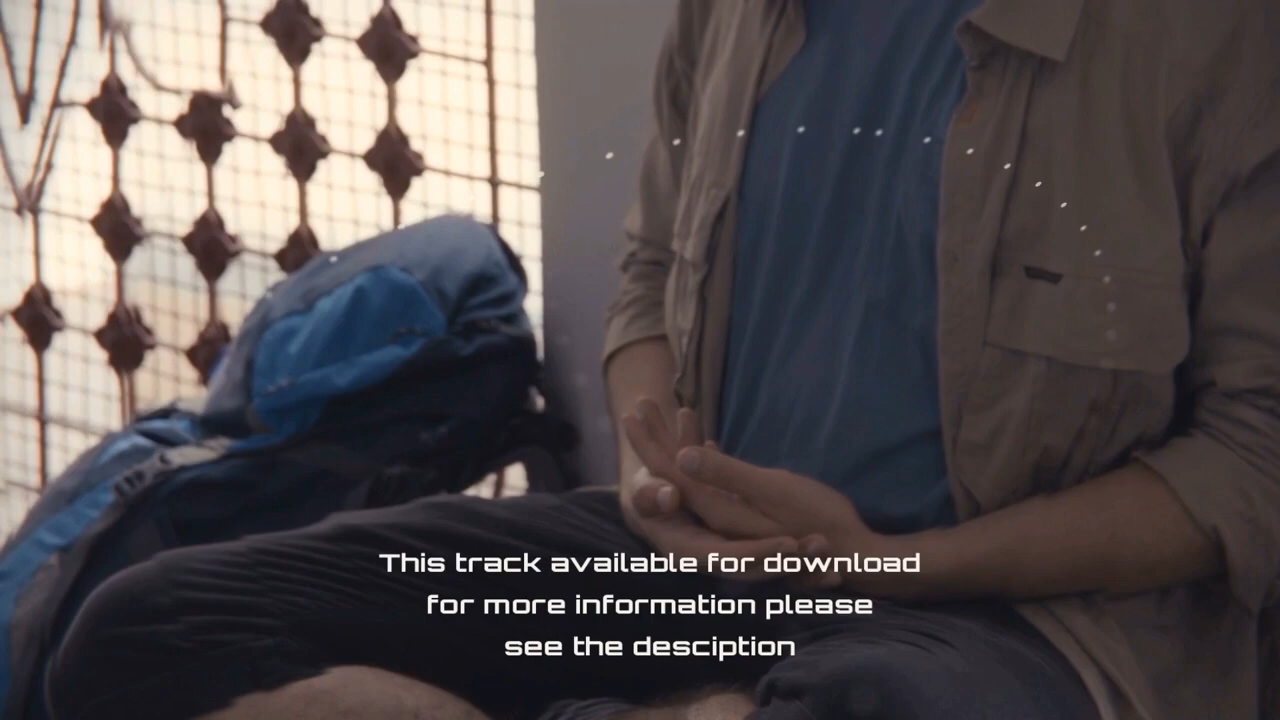 This track available for download
for more information please
see the desciption